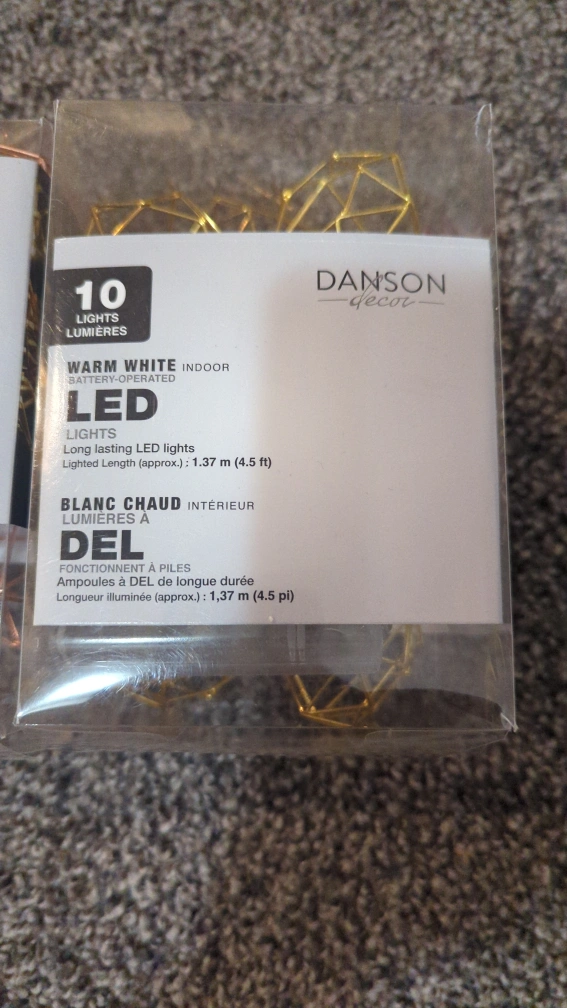 10
LIGHTS
LUMIÈRES
DANSON
decor
WARM WHITE INDOOR
BATTERY-OPERATED
LED
LIGHTS
Long lasting LED lights
Lighted Length (approx.) : 1.37 m (4.5 ft)
BLANC CHAUD INTÉRIEUR
LUMIÈRES À
DEL
FONCTIONNENT À PILES
Ampoules à DEL de longue durée
Longueur illuminée (approx.) : 1,37 m (4.5 pi)